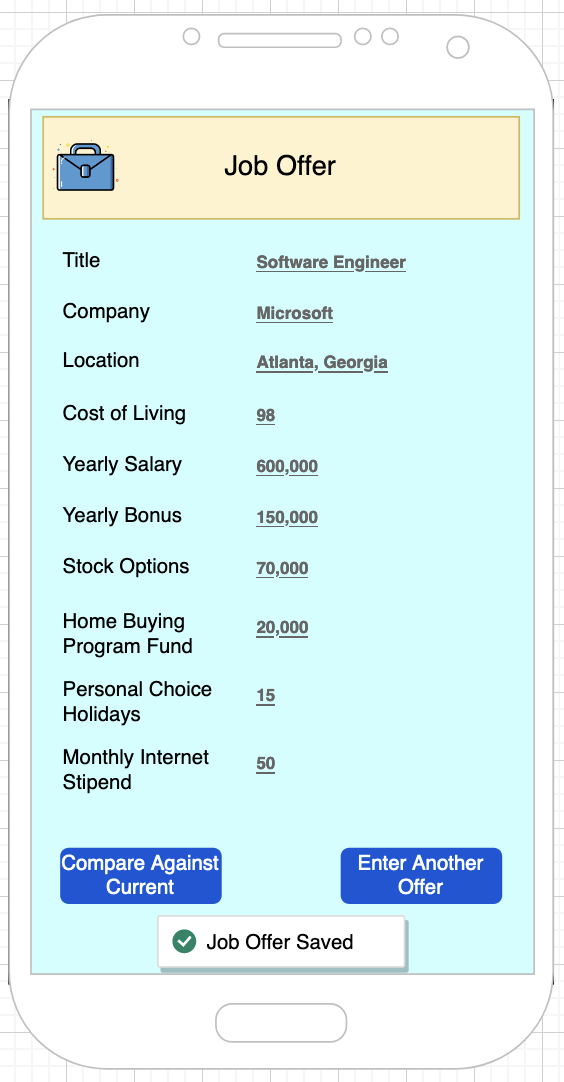 Job Offer
Title Software Engineer
Company Microsoft
Location Atlanta, Georgia
Cost of Living 98
Yearly Salary 600,000
Yearly Bonus 150,000
Stock Options 70,000
Home Buying
Program Fund 20,000
Personal Choice
Holidays 15
Monthly Internet
Stipend 50
Compare Against
Current
Enter Another
Offer
Job Offer Saved